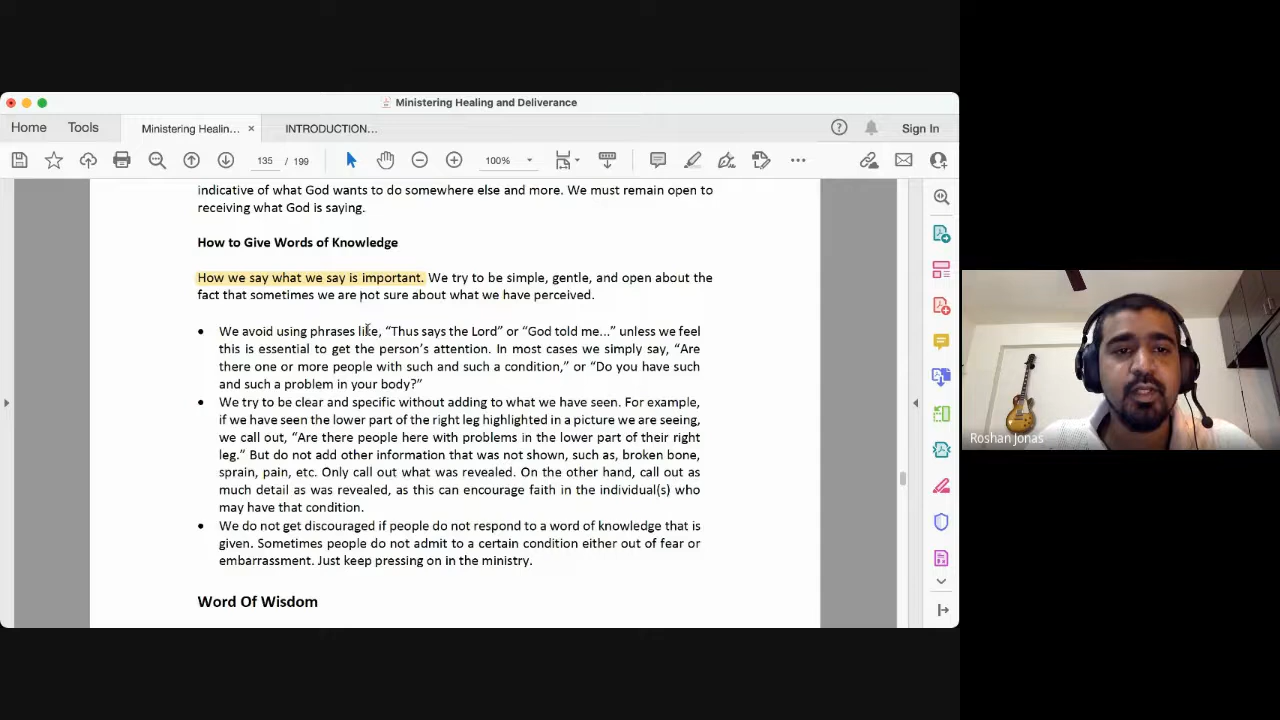 Ministering Healing and Deliverance
Home Tools Ministering Healin... × INTRODUCTION... Sign In
135 / 199 100%
indicative of what God wants to do somewhere else and more. We must remain open to
receiving what God is saying.
How to Give Words of Knowledge
How we say what we say is important. We try to be simple, gentle, and open about the
fact that sometimes we are not sure about what we have perceived.
• We avoid using phrases like, “Thus says the Lord” or “God told me...” unless we feel
this is essential to get the person’s attention. In most cases we simply say, “Are
there one or more people with such and such a condition,” or “Do you have such
and such a problem in your body?”
• We try to be clear and specific without adding to what we have seen. For example,
if we have seen the lower part of the right leg highlighted in a picture we are seeing,
we call out, “Are there people here with problems in the lower part of their right
leg.” But do not add other information that was not shown, such as, broken bone,
sprain, pain, etc. Only call out what was revealed. On the other hand, call out as
much detail as was revealed, as this can encourage faith in the individual(s) who
may have that condition.
• We do not get discouraged if people do not respond to a word of knowledge that is
given. Sometimes people do not admit to a certain condition either out of fear or
embarrassment. Just keep pressing on in the ministry.
Word Of Wisdom
Roshan Jonas